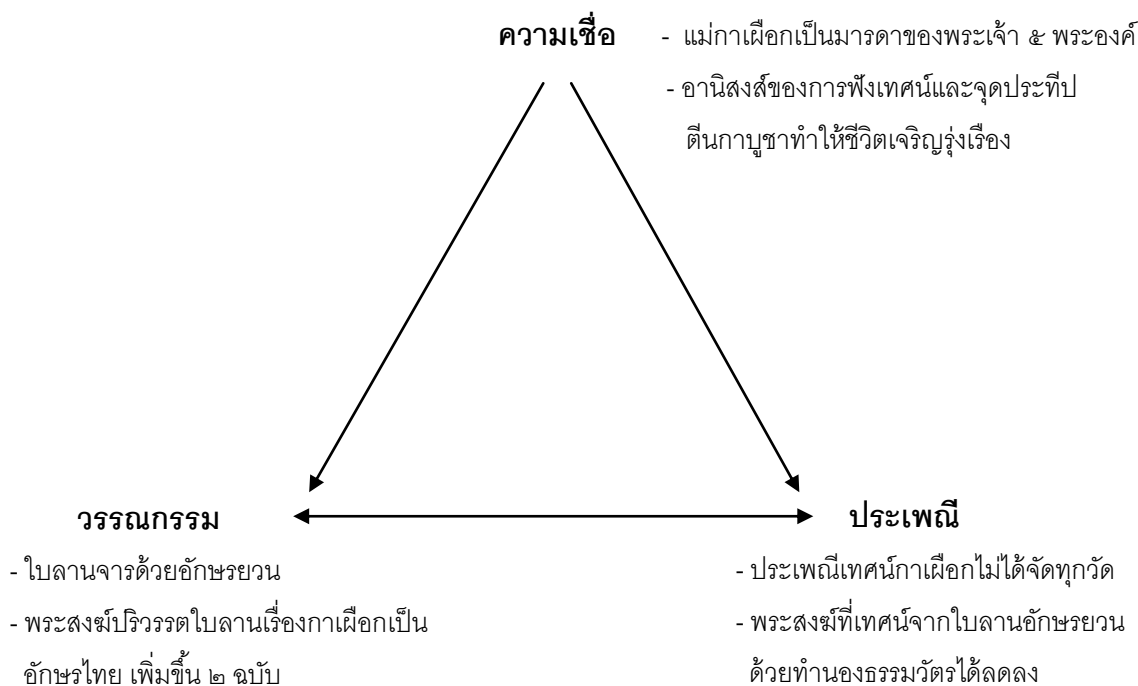 ความเชื่อ
- แม่กาเผือกเป็นมารดาของพระเจ้า ๕ พระองค์
- อานิสงส์ของการฟังเทศน์และจุดประทีป
ตีนกาบูชาทำให้ชีวิตเจริญรุ่งเรือง
วรรณกรรม
- ใบลานจารด้วยอักษรยวน
- พระสงฆ์ปริวรรตใบลานเรื่องกาเผือกเป็น
อักษรไทย เพิ่มขึ้น ๒ ฉบับ
ประเพณี
- ประเพณีเทศน์กาเผือกไม่ได้จัดทุกวัด
- พระสงฆ์ที่เทศน์จากใบลานอักษรยวน
ด้วยทำนองธรรมวัตรได้ลดลง